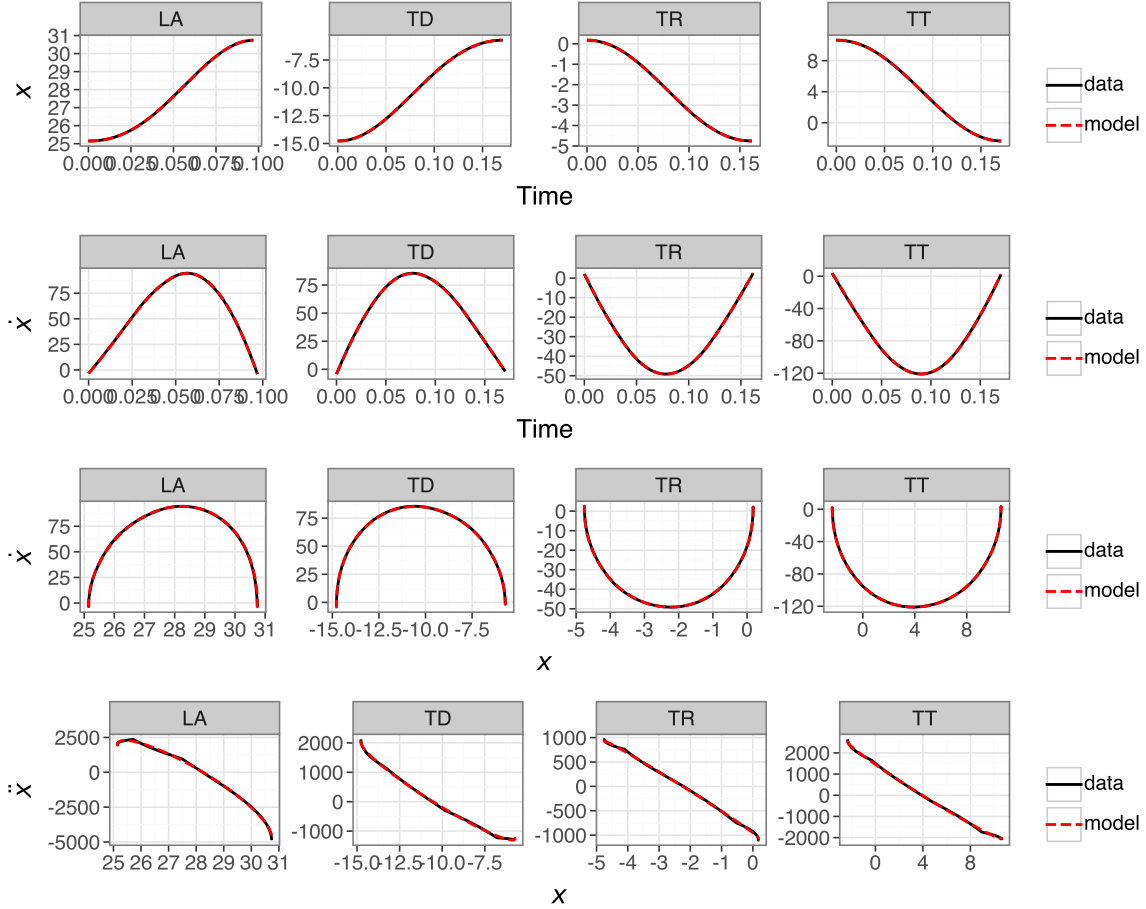 LA TD TR TT
x
31
30
29
28
27
26
25
0.000 0.025 0.050 0.075 0.100
-7.5
-10.0
-12.5
-15.0
0.00 0.05 0.10 0.15
0
-1
-2
-3
-4
-5
0.00 0.05 0.10 0.15
8
4
0
0.00 0.05 0.10 0.15
Time
data
model
LA TD TR TT
ẋ
75
50
25
0
0.000 0.025 0.050 0.075 0.100
75
50
25
0
0.00 0.05 0.10 0.15
0
-10
-20
-30
-40
-50
0.00 0.05 0.10 0.15
0
-40
-80
-120
0.00 0.05 0.10 0.15
Time
data
model
LA TD TR TT
ẋ
75
50
25
0
25 26 27 28 29 30 31
75
50
25
0
-15.0 -12.5 -10.0 -7.5
0
-10
-20
-30
-40
-50
-5 -4 -3 -2 -1 0
0
-40
-80
-120
0 4 8
x
data
model
LA TD TR TT
ẍ
2500
0
-2500
-5000
25 26 27 28 29 30 31
2000
1000
0
-1000
-15.0 -12.5 -10.0 -7.5
1000
500
0
-500
-1000
-5 -4 -3 -2 -1 0
2000
1000
0
-1000
-2000
0 4 8
x
data
model